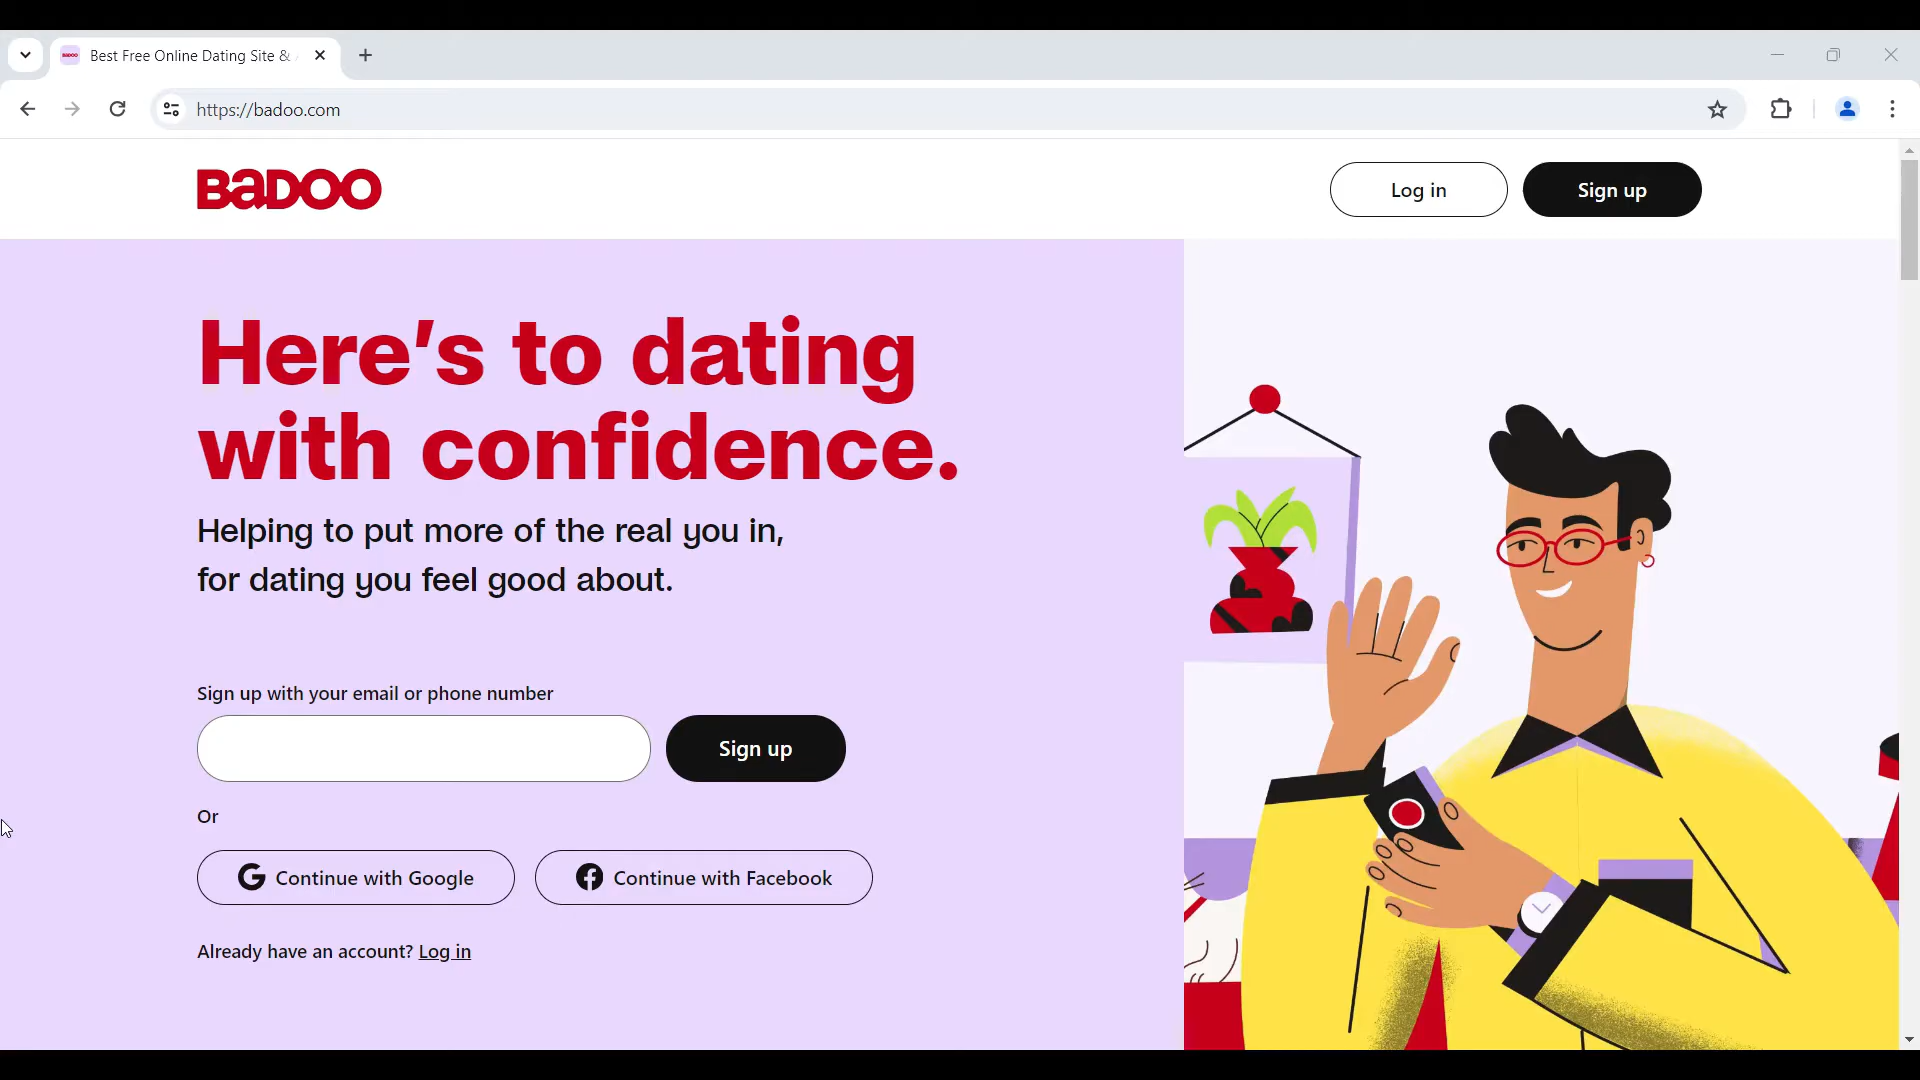 Best Free Online Dating Site &
https://badoo.com
BADOO
Log in
Sign up
Here's to dating
with confidence.
Helping to put more of the real you in,
for dating you feel good about.
Sign up with your email or phone number
Sign up
Or
Continue with Google
Continue with Facebook
Already have an account? Log in